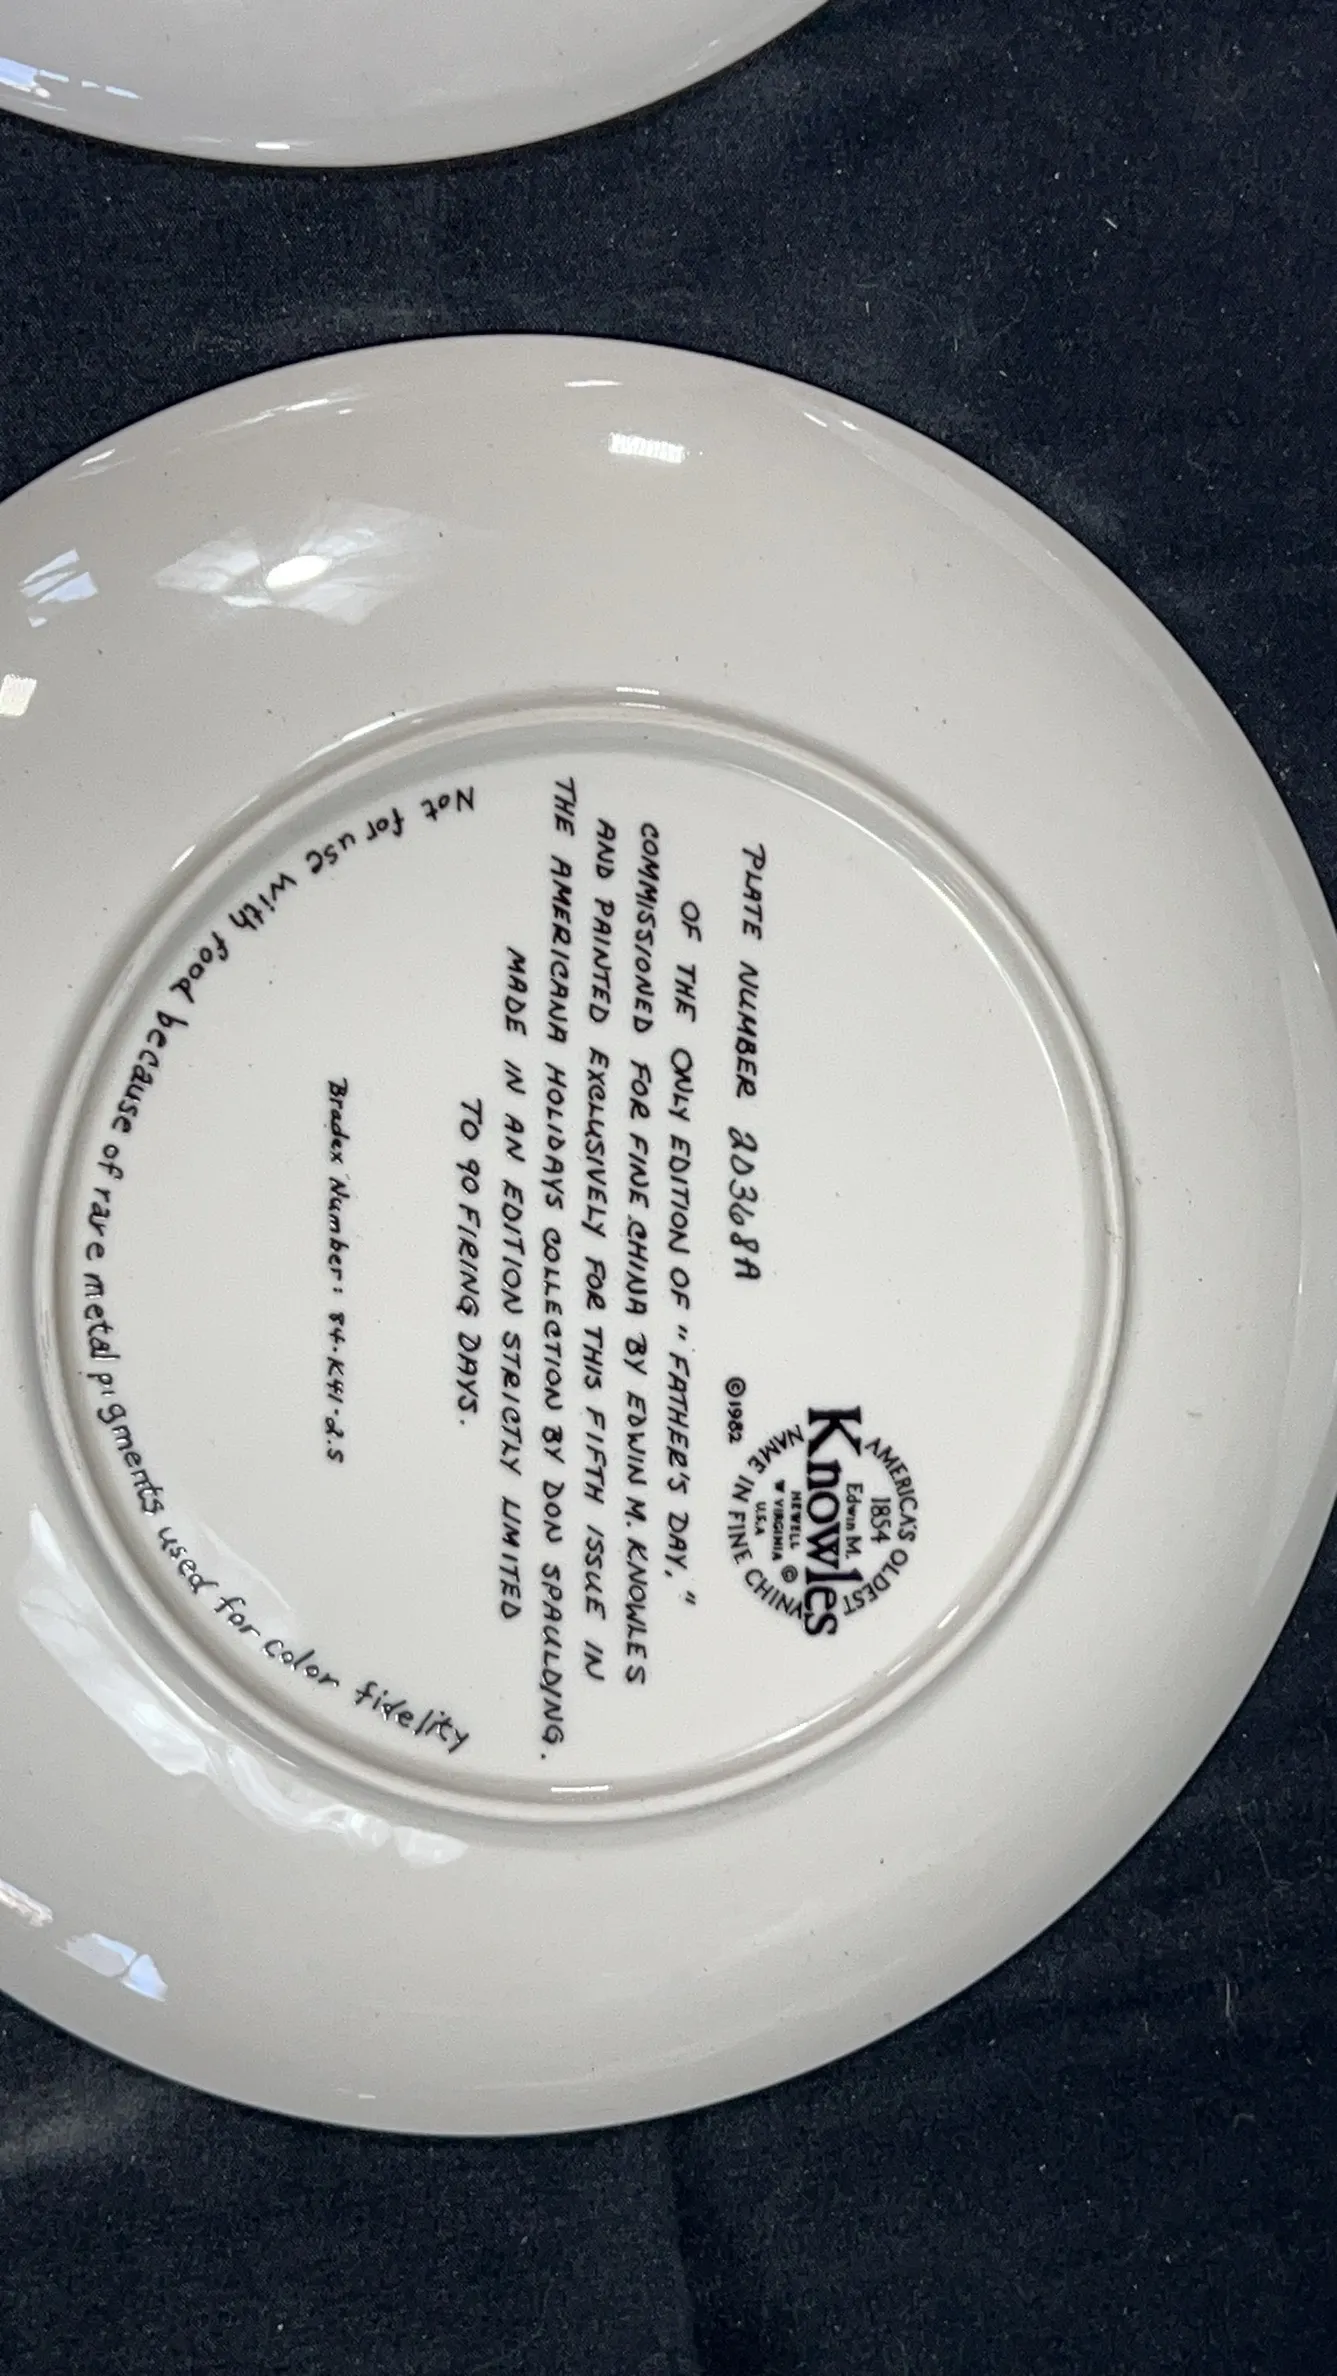 AMERICA'S OLDEST
1854
Edwin M.
Knowles
NEWELL ©
VIRGINIA
U.S.A
NAME IN FINE CHINA
©1982
PLATE NUMBER 20368A
OF THE ONLY EDITION OF "FATHER'S DAY,"
COMMISSIONED FOR FINE CHINA BY EDWIN M. KNOWLES
AND PAINTED EXCLUSIVELY FOR THIS FIFTH ISSUE IN
THE AMERICANA HOLIDAYS COLLECTION BY DON SPAULDING.
MADE IN AN EDITION STRICTLY LIMITED
TO 90 FIRING DAYS.
Bradex Number: 84-K41-2.5
Not for use with food because of rare metal pigments used for color fidelity